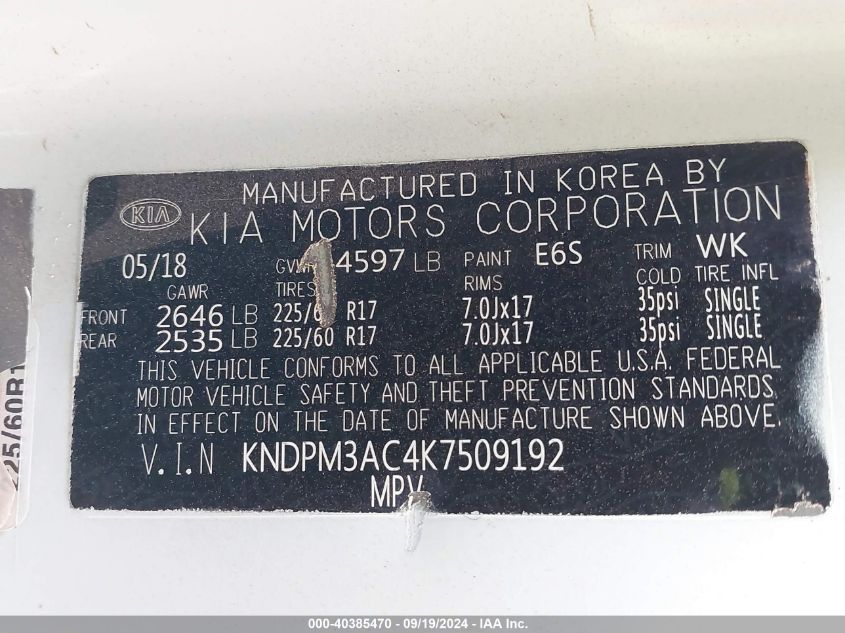 MANUFACTURED IN KOREA BY
KIA KIA MOTORS CORPORATION
05/18 4597 LB PAINT E6S TRIM WK
GAWR TIRES RIMS COLD TIRE INFL
FRONT 2646 LB R17 7.0Jx17 35psi SINGLE
REAR 2535 LB 225/60 R17 7.0Jx17 35psi SINGLE
THIS VEHICLE CONFORMS TO ALL APPLICABLE U.S.A. FEDERAL
MOTOR VEHICLE SAFETY AND THEFT PREVENTION STANDARDS
IN EFFECT ON THE DATE OF MANUFACTURE SHOWN ABOVE.
V.I.N KNDPM3AC4K7509192
MPV
000-40385470 - 09/19/2024 - IAA Inc.